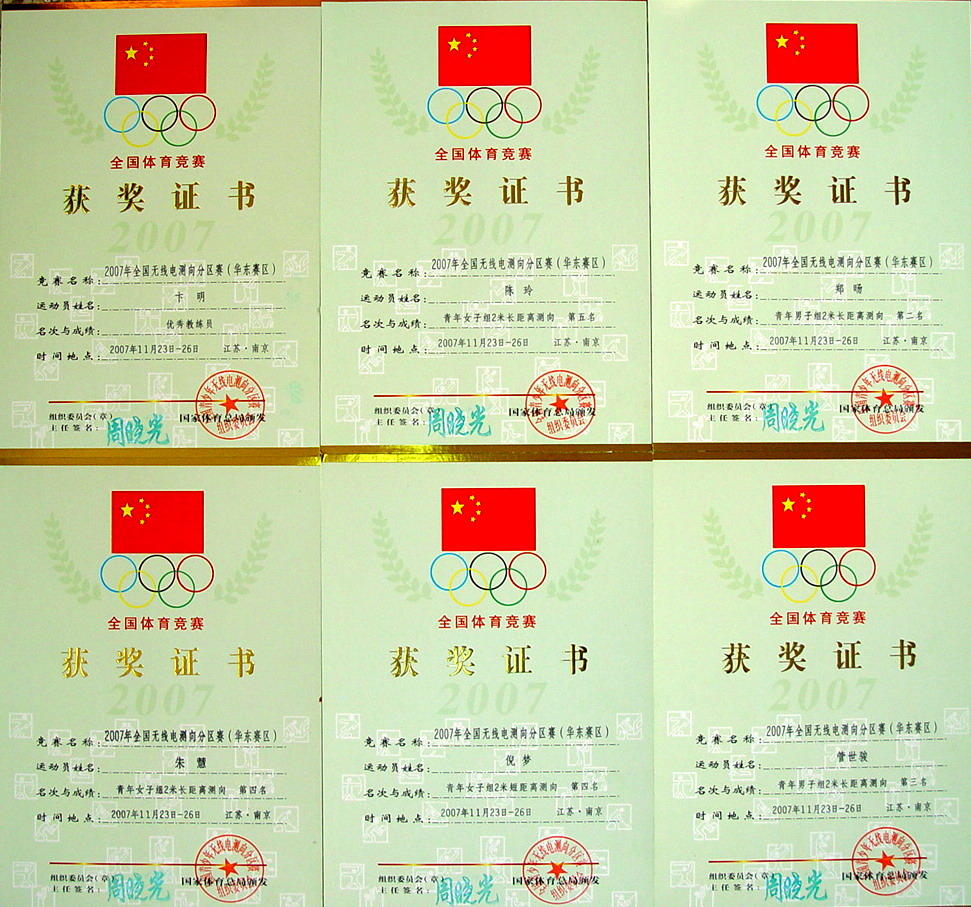 全国体育竞赛
获奖证书
2007
竞赛名称:2007年全国无线电测向分区赛(华东赛区)
运动员姓名:卞 明
名次与成绩:优秀教练员
时间地点:2007年11月23日-26日 江苏·南京
组织委员会(章)
主任签名:周晓光
国家体育总局颁发
全国体育竞赛
获奖证书
2007
竞赛名称:2007年全国无线电测向分区赛(华东赛区)
运动员姓名:陈 玲
名次与成绩:青年女子组2米长距离测向 第五名
时间地点:2007年11月23日-26日 江苏·南京
组织委员会(章)
主任签名:周晓光
国家体育总局颁发
全国体育竞赛
获奖证书
2007
竞赛名称:2007年全国无线电测向分区赛(华东赛区)
运动员姓名:郑 旸
名次与成绩:青年男子组2米长距离测向 第二名
时间地点:2007年11月23日-26日 江苏·南京
组织委员会(章)
主任签名:周晓光
国家体育总局颁发
全国体育竞赛
获奖证书
2007
竞赛名称:2007年全国无线电测向分区赛(华东赛区)
运动员姓名:朱 慧
名次与成绩:青年女子组2米长距离测向 第四名
时间地点:2007年11月23日-26日 江苏·南京
组织委员会(章)
主任签名:周晓光
国家体育总局颁发
全国体育竞赛
获奖证书
2007
竞赛名称:2007年全国无线电测向分区赛(华东赛区)
运动员姓名:倪 梦
名次与成绩:青年女子组2米短距离测向 第四名
时间地点:2007年11月23日-26日 江苏·南京
组织委员会(章)
主任签名:周晓光
国家体育总局颁发
全国体育竞赛
获奖证书
2007
竞赛名称:2007年全国无线电测向分区赛(华东赛区)
运动员姓名:管世骏
名次与成绩:青年男子组2米长距离测向 第三名
时间地点:2007年11月23日-26日 江苏·南京
组织委员会(章)
主任签名:周晓光
国家体育总局颁发